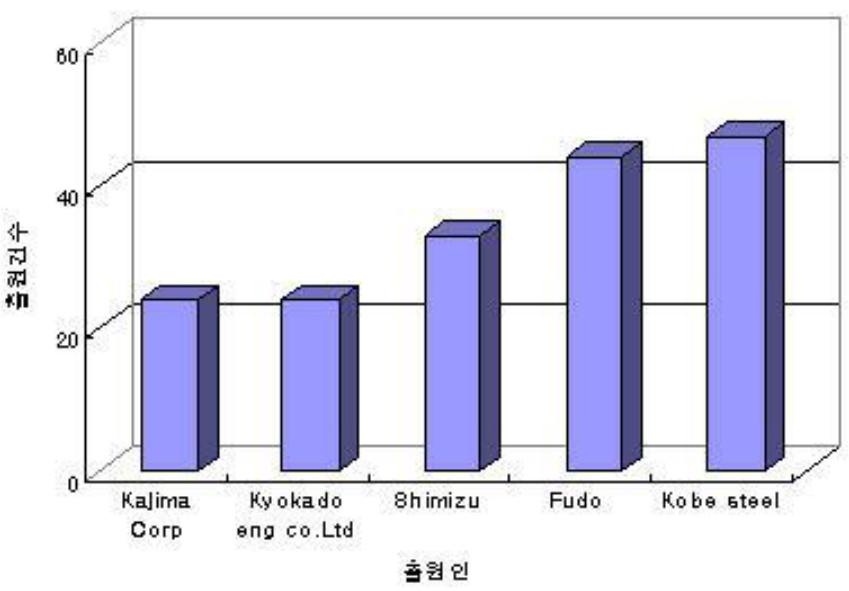 60
40
20
0
출원건수
Kajima
Corp
Kyokado
eng co.Ltd
Shimizu
Fudo
Kobe steel
출원인